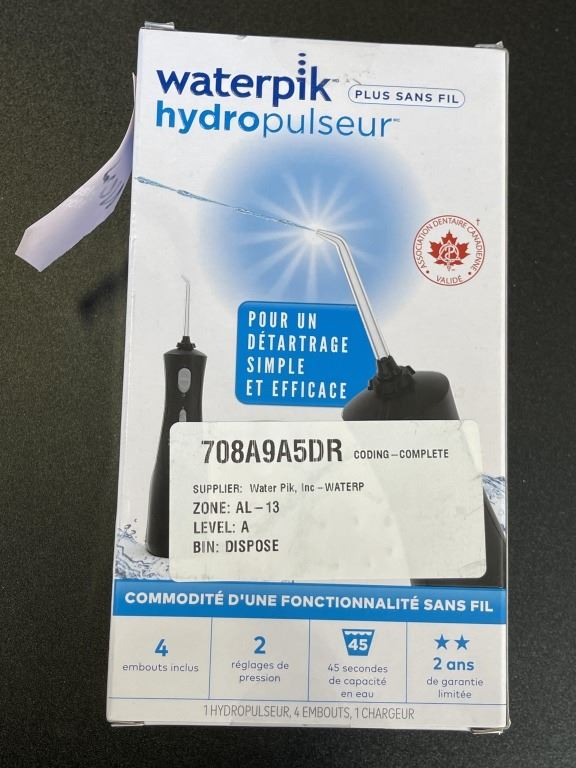 waterpik MD
PLUS SANS FIL
hydropulseur MC
ASSOCIATION DENTAIRE CANADIENNE
VALIDÉ
†
POUR UN
DÉTARTRAGE
SIMPLE
ET EFFICACE
708A9A5DR CODING-COMPLETE
SUPPLIER: Water Pik, Inc-WATERP
ZONE: AL-13
LEVEL: A
BIN: DISPOSE
COMMODITÉ D'UNE FONCTIONNALITÉ SANS FIL
4
embouts inclus
2
réglages de
pression
45
45 secondes
de capacité
en eau
2 ans
de garantie
limitée
1 HYDROPULSEUR, 4 EMBOUTS, 1 CHARGEUR